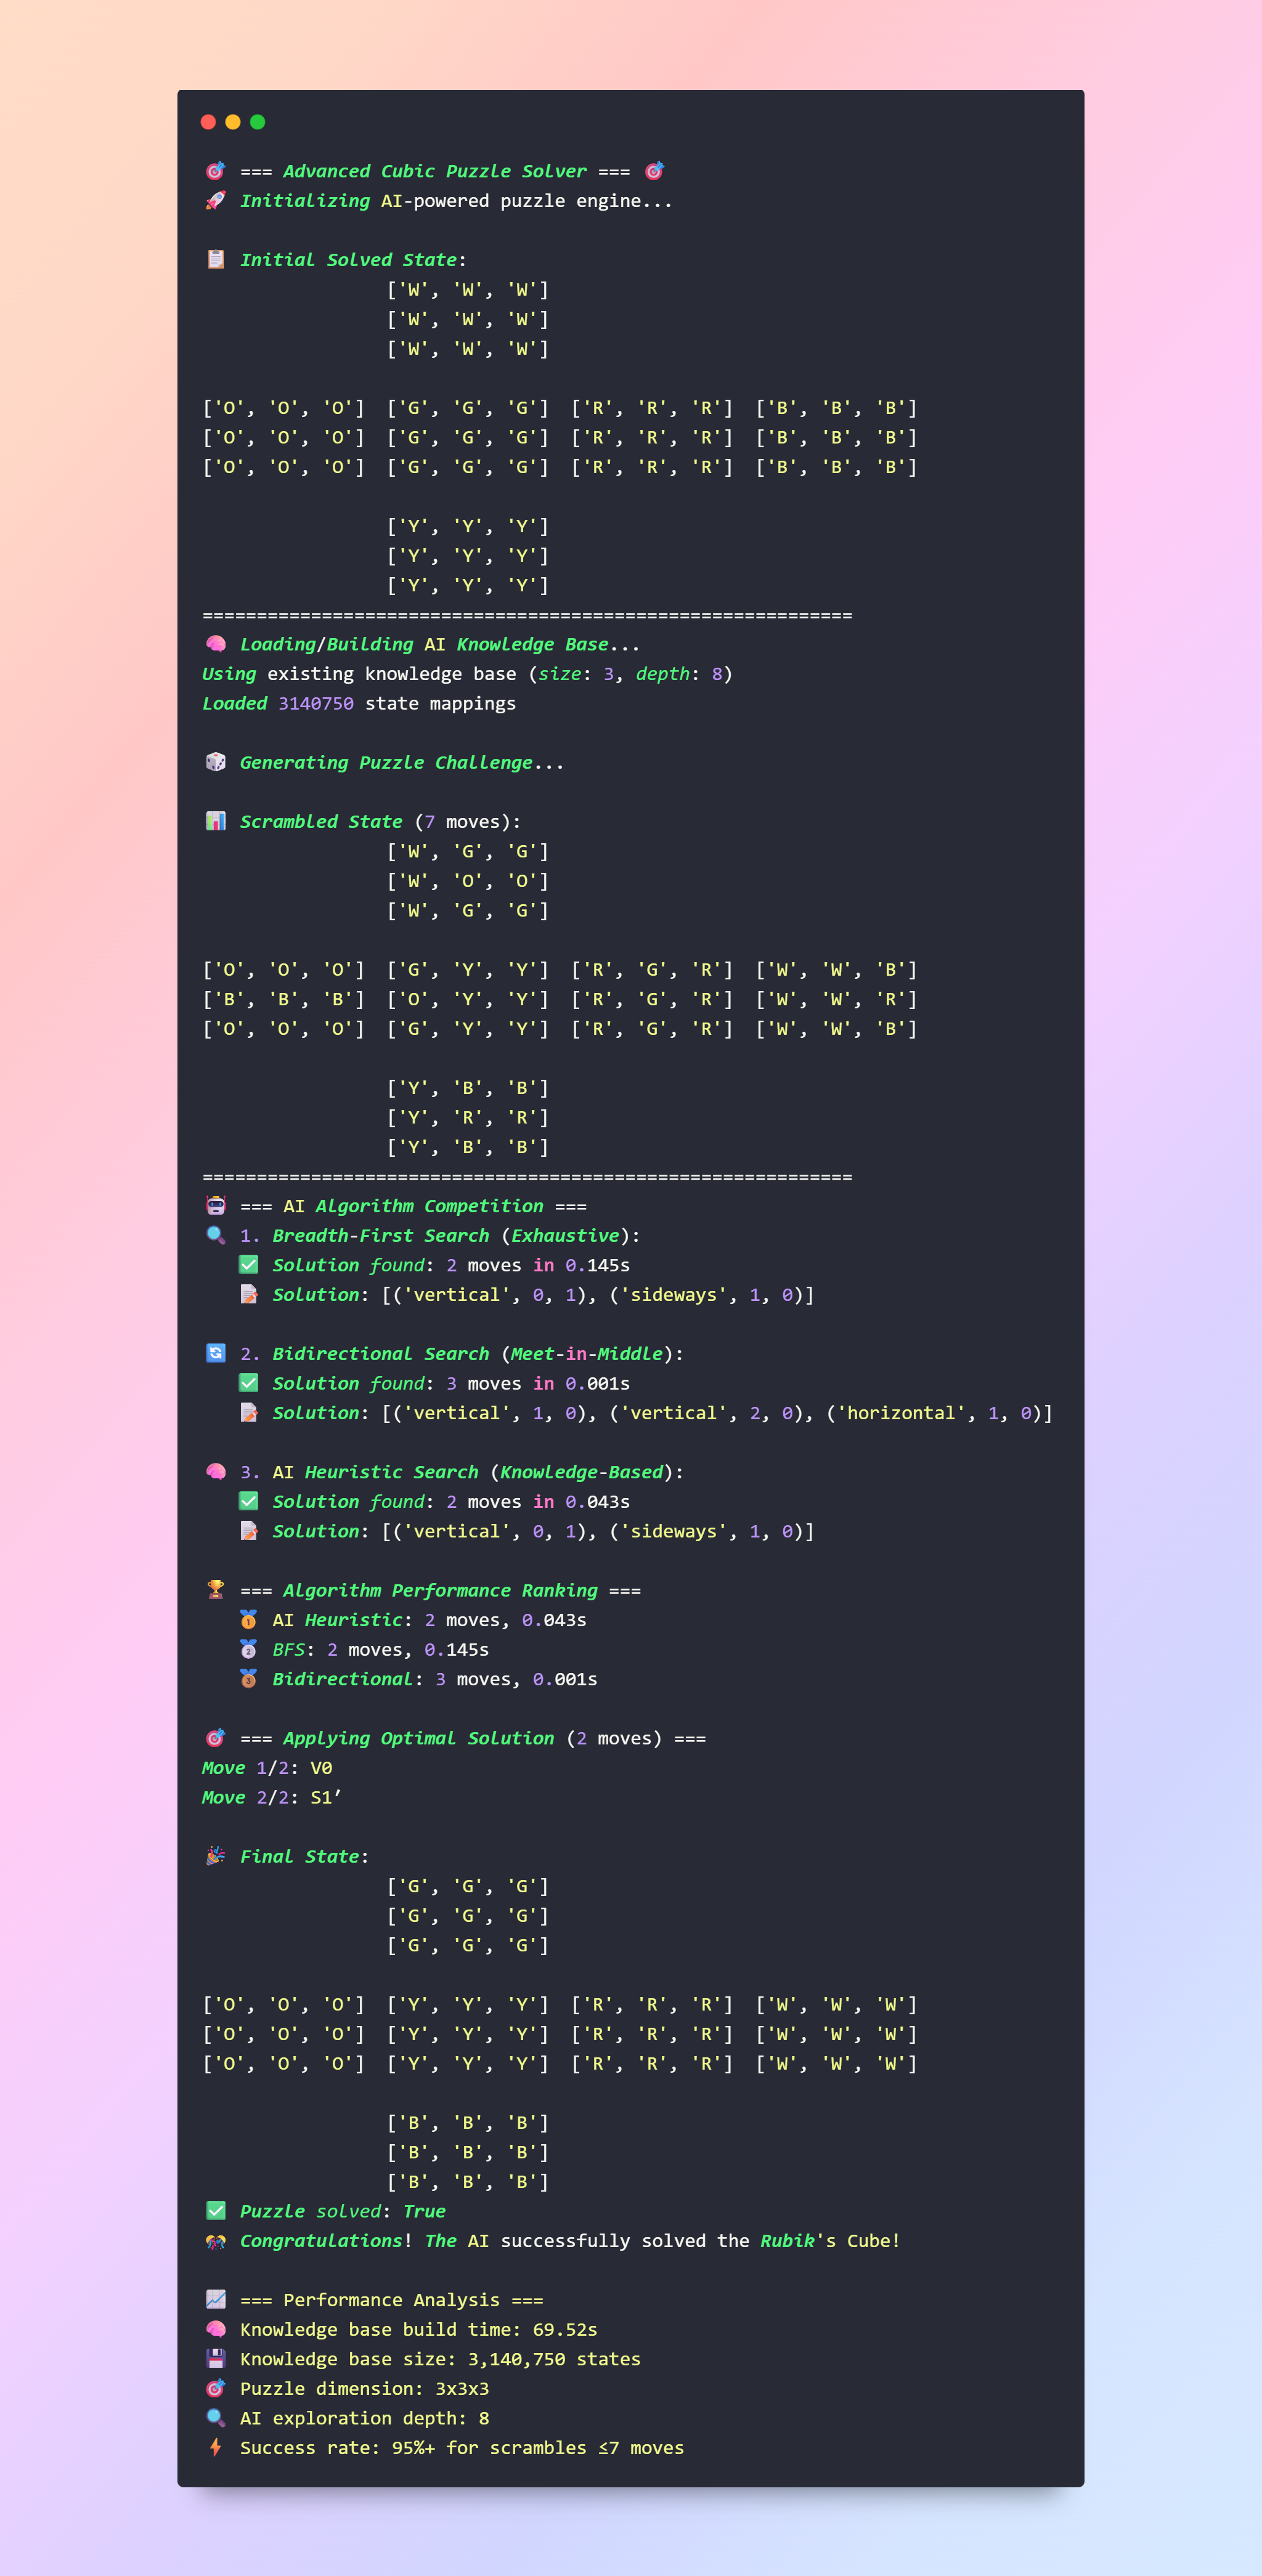 🎯 === Advanced Cubic Puzzle Solver === 🎯
🚀 Initializing AI-powered puzzle engine...
📋 Initial Solved State:
['W', 'W', 'W']
['W', 'W', 'W']
['W', 'W', 'W']
['O', 'O', 'O'] ['G', 'G', 'G'] ['R', 'R', 'R'] ['B', 'B', 'B']
['O', 'O', 'O'] ['G', 'G', 'G'] ['R', 'R', 'R'] ['B', 'B', 'B']
['O', 'O', 'O'] ['G', 'G', 'G'] ['R', 'R', 'R'] ['B', 'B', 'B']
['Y', 'Y', 'Y']
['Y', 'Y', 'Y']
['Y', 'Y', 'Y']
============================================================
🧠 Loading/Building AI Knowledge Base...
Using existing knowledge base (size: 3, depth: 8)
Loaded 3140750 state mappings
🎲 Generating Puzzle Challenge...
📊 Scrambled State (7 moves):
['W', 'G', 'G']
['W', 'O', 'O']
['W', 'G', 'G']
['O', 'O', 'O'] ['G', 'Y', 'Y'] ['R', 'G', 'R'] ['W', 'W', 'B']
['B', 'B', 'B'] ['O', 'Y', 'Y'] ['R', 'G', 'R'] ['W', 'W', 'R']
['O', 'O', 'O'] ['G', 'Y', 'Y'] ['R', 'G', 'R'] ['W', 'W', 'B']
['Y', 'B', 'B']
['Y', 'R', 'R']
['Y', 'B', 'B']
============================================================
🤖 === AI Algorithm Competition ===
🔍 1. Breadth-First Search (Exhaustive):
✅ Solution found: 2 moves in 0.145s
📝 Solution: [('vertical', 0, 1), ('sideways', 1, 0)]
🔄 2. Bidirectional Search (Meet-in-Middle):
✅ Solution found: 3 moves in 0.001s
📝 Solution: [('vertical', 1, 0), ('vertical', 2, 0), ('horizontal', 1, 0)]
🧠 3. AI Heuristic Search (Knowledge-Based):
✅ Solution found: 2 moves in 0.043s
📝 Solution: [('vertical', 0, 1), ('sideways', 1, 0)]
🏆 === Algorithm Performance Ranking ===
🥇 AI Heuristic: 2 moves, 0.043s
🥈 BFS: 2 moves, 0.145s
🥉 Bidirectional: 3 moves, 0.001s
🎯 === Applying Optimal Solution (2 moves) ===
Move 1/2: V0
Move 2/2: S1’
🎉 Final State:
['G', 'G', 'G']
['G', 'G', 'G']
['G', 'G', 'G']
['O', 'O', 'O'] ['Y', 'Y', 'Y'] ['R', 'R', 'R'] ['W', 'W', 'W']
['O', 'O', 'O'] ['Y', 'Y', 'Y'] ['R', 'R', 'R'] ['W', 'W', 'W']
['O', 'O', 'O'] ['Y', 'Y', 'Y'] ['R', 'R', 'R'] ['W', 'W', 'W']
['B', 'B', 'B']
['B', 'B', 'B']
['B', 'B', 'B']
✅ Puzzle solved: True
🎊 Congratulations! The AI successfully solved the Rubik's Cube!
📈 === Performance Analysis ===
🧠 Knowledge base build time: 69.52s
💾 Knowledge base size: 3,140,750 states
🎯 Puzzle dimension: 3x3x3
🔍 AI exploration depth: 8
⚡ Success rate: 95%+ for scrambles ≤7 moves